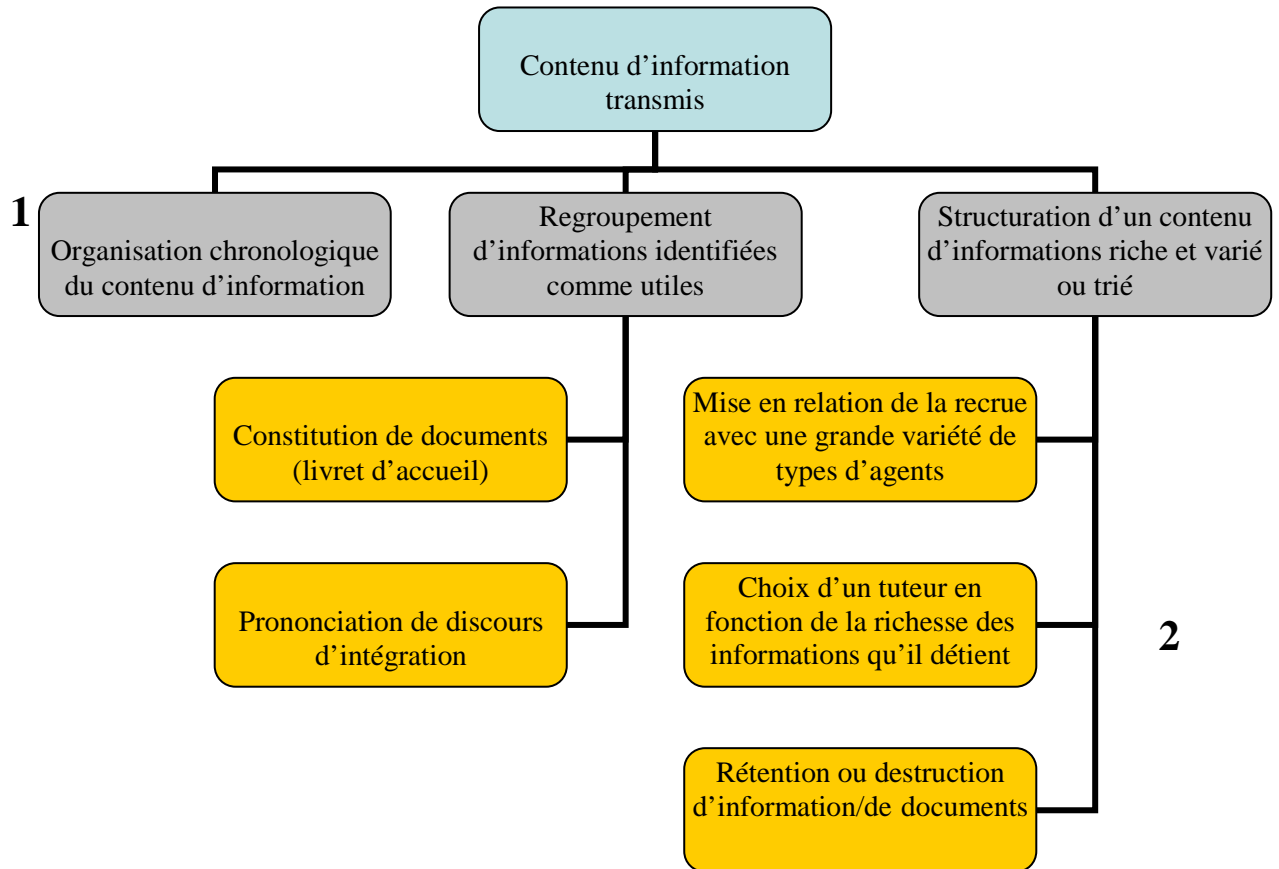 Contenu d’information
transmis
1
Organisation chronologique
du contenu d’information
Regroupement
d’informations identifiées
comme utiles
Structuration d’un contenu
d’informations riche et varié
ou trié
Constitution de documents
(livret d’accueil)
Mise en relation de la recrue
avec une grande variété de
types d’agents
Prononciation de discours
d’intégration
Choix d’un tuteur en
fonction de la richesse des
informations qu’il détient
2
Rétention ou destruction
d’information/de documents